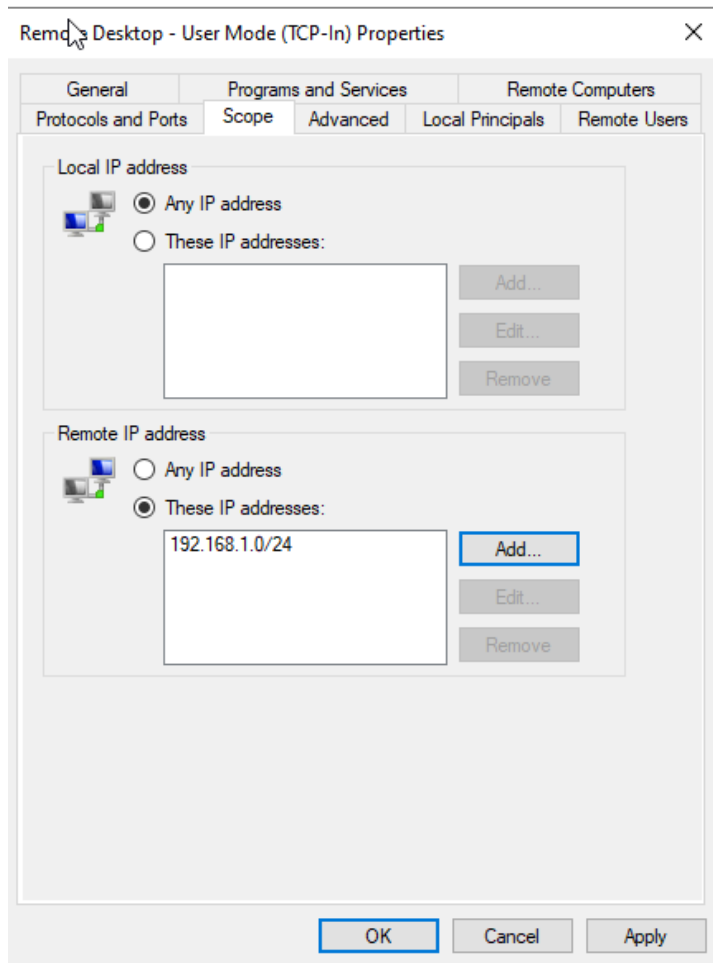 Remote Desktop - User Mode (TCP-In) Properties
General Programs and Services Remote Computers
Protocols and Ports Scope Advanced Local Principals Remote Users
Local IP address
Any IP address
These IP addresses:
Add...
Edit...
Remove
Remote IP address
Any IP address
These IP addresses:
192.168.1.0/24
Add...
Edit...
Remove
OK Cancel Apply